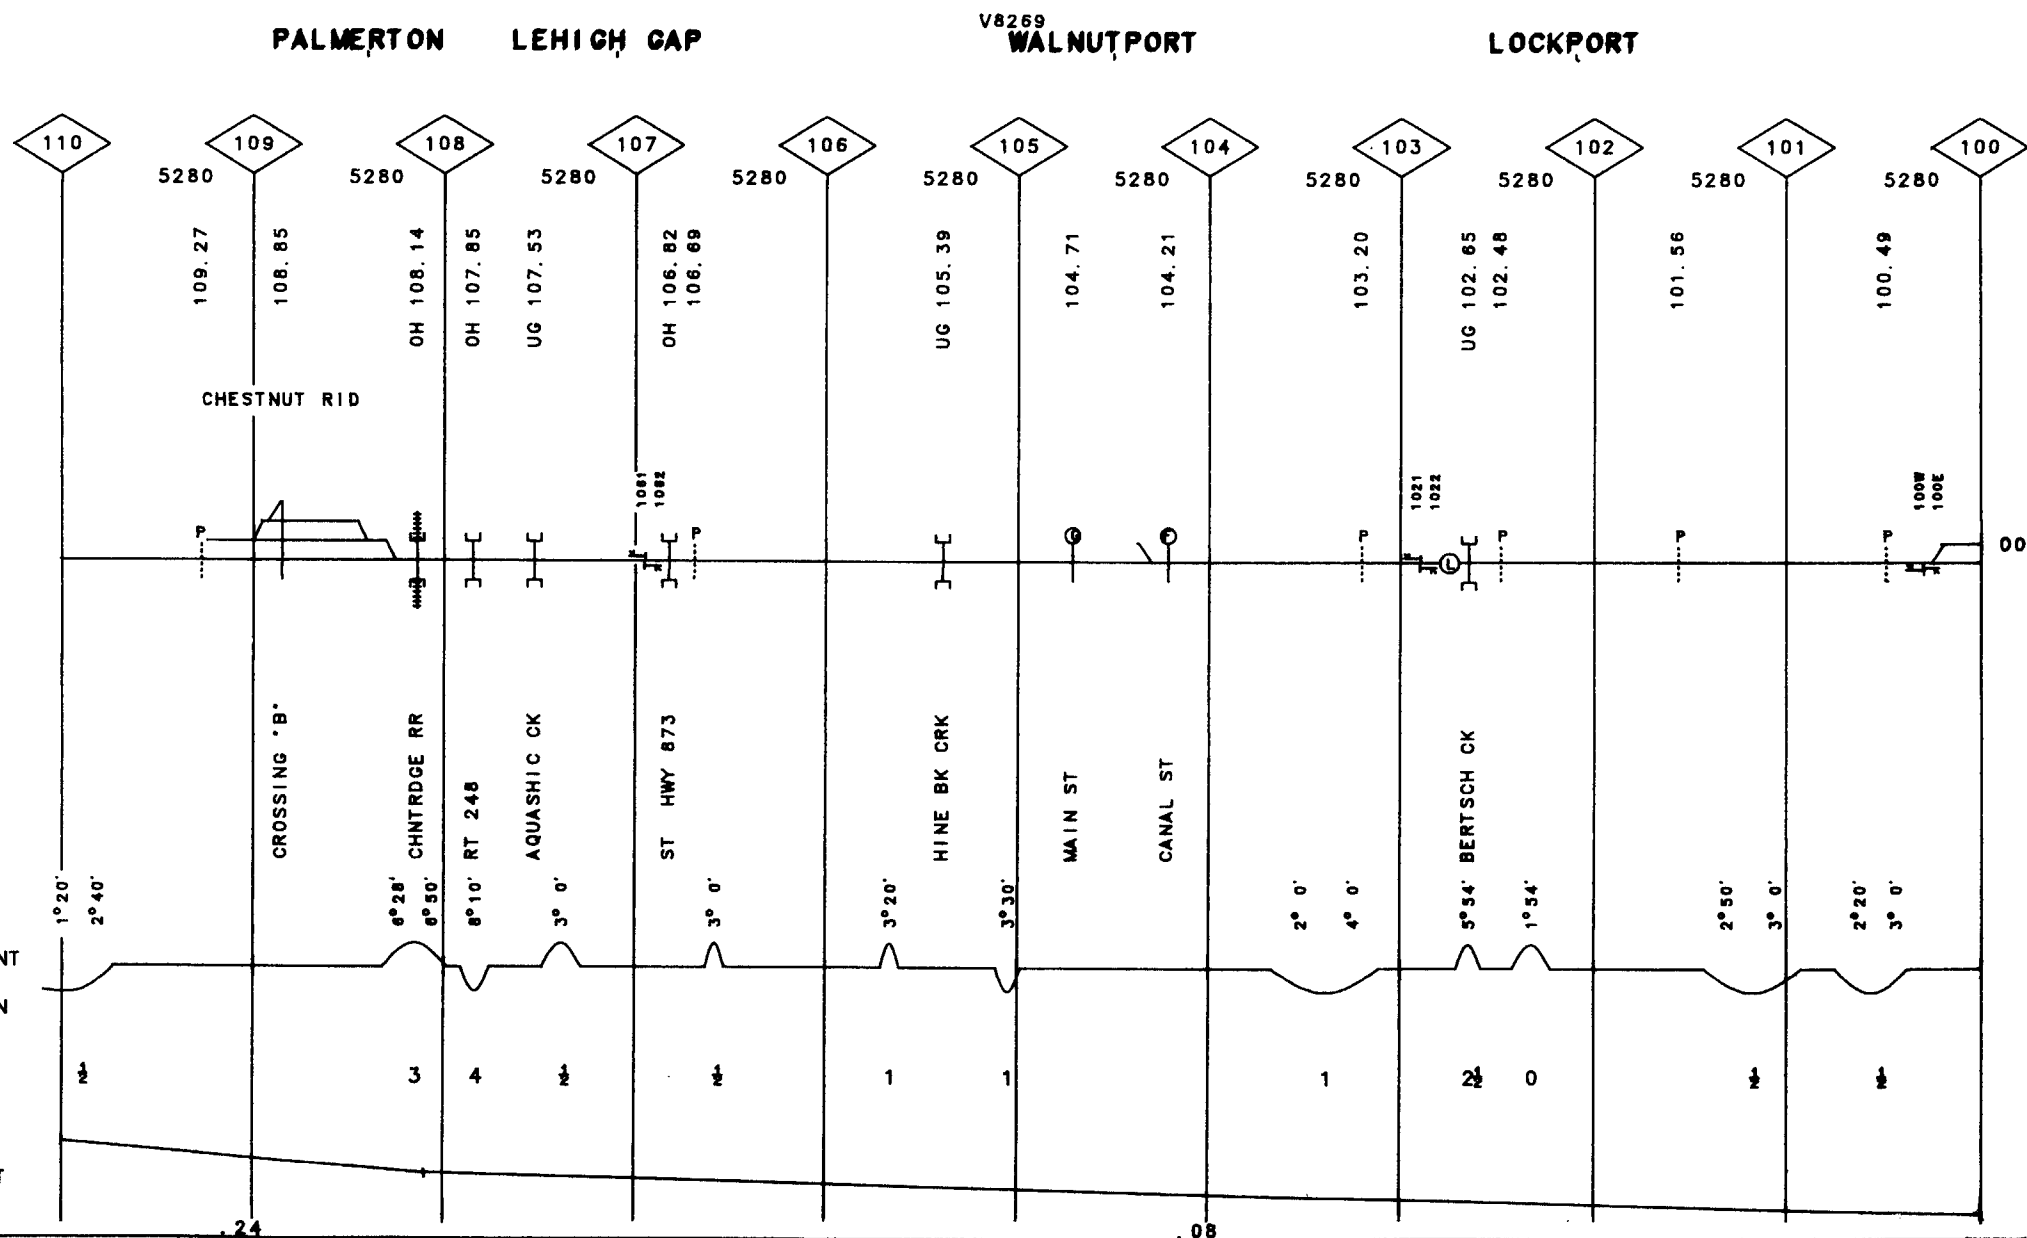 V8269
PALMERTON LEHIGH GAP WALNUTPORT LOCKPORT
110 109 108 107 106 105 104 103 102 101 100
5280 5280 5280 5280 5280 5280 5280 5280 5280 5280
109.27
108.85
OH 108.14
OH 107.85
UG 107.53
OH 106.82
106.69
UG 105.39
104.71
104.21
103.20
UG 102.65
102.48
101.56
100.49
CHESTNUT RID
1061
1062
1021
1022
100W
100E
P P P P P P
L
00
CROSSING "B"
CHNTRDGE RR
RT 248
AQUASHIC CK
ST HWY 873
HINE BK CRK
MAIN ST
CANAL ST
BERTSCH CK
1°20'
2°40'
6°28'
6°50'
8°10'
3° 0'
3° 0'
3°20'
3°30'
2° 0'
4° 0'
5°54'
1°54'
2°50'
3° 0'
2°20'
3° 0'
NT
N
½ 3 4 ½ ½ 1 1 1 2½ 0 ½ ½
T
.24 .08